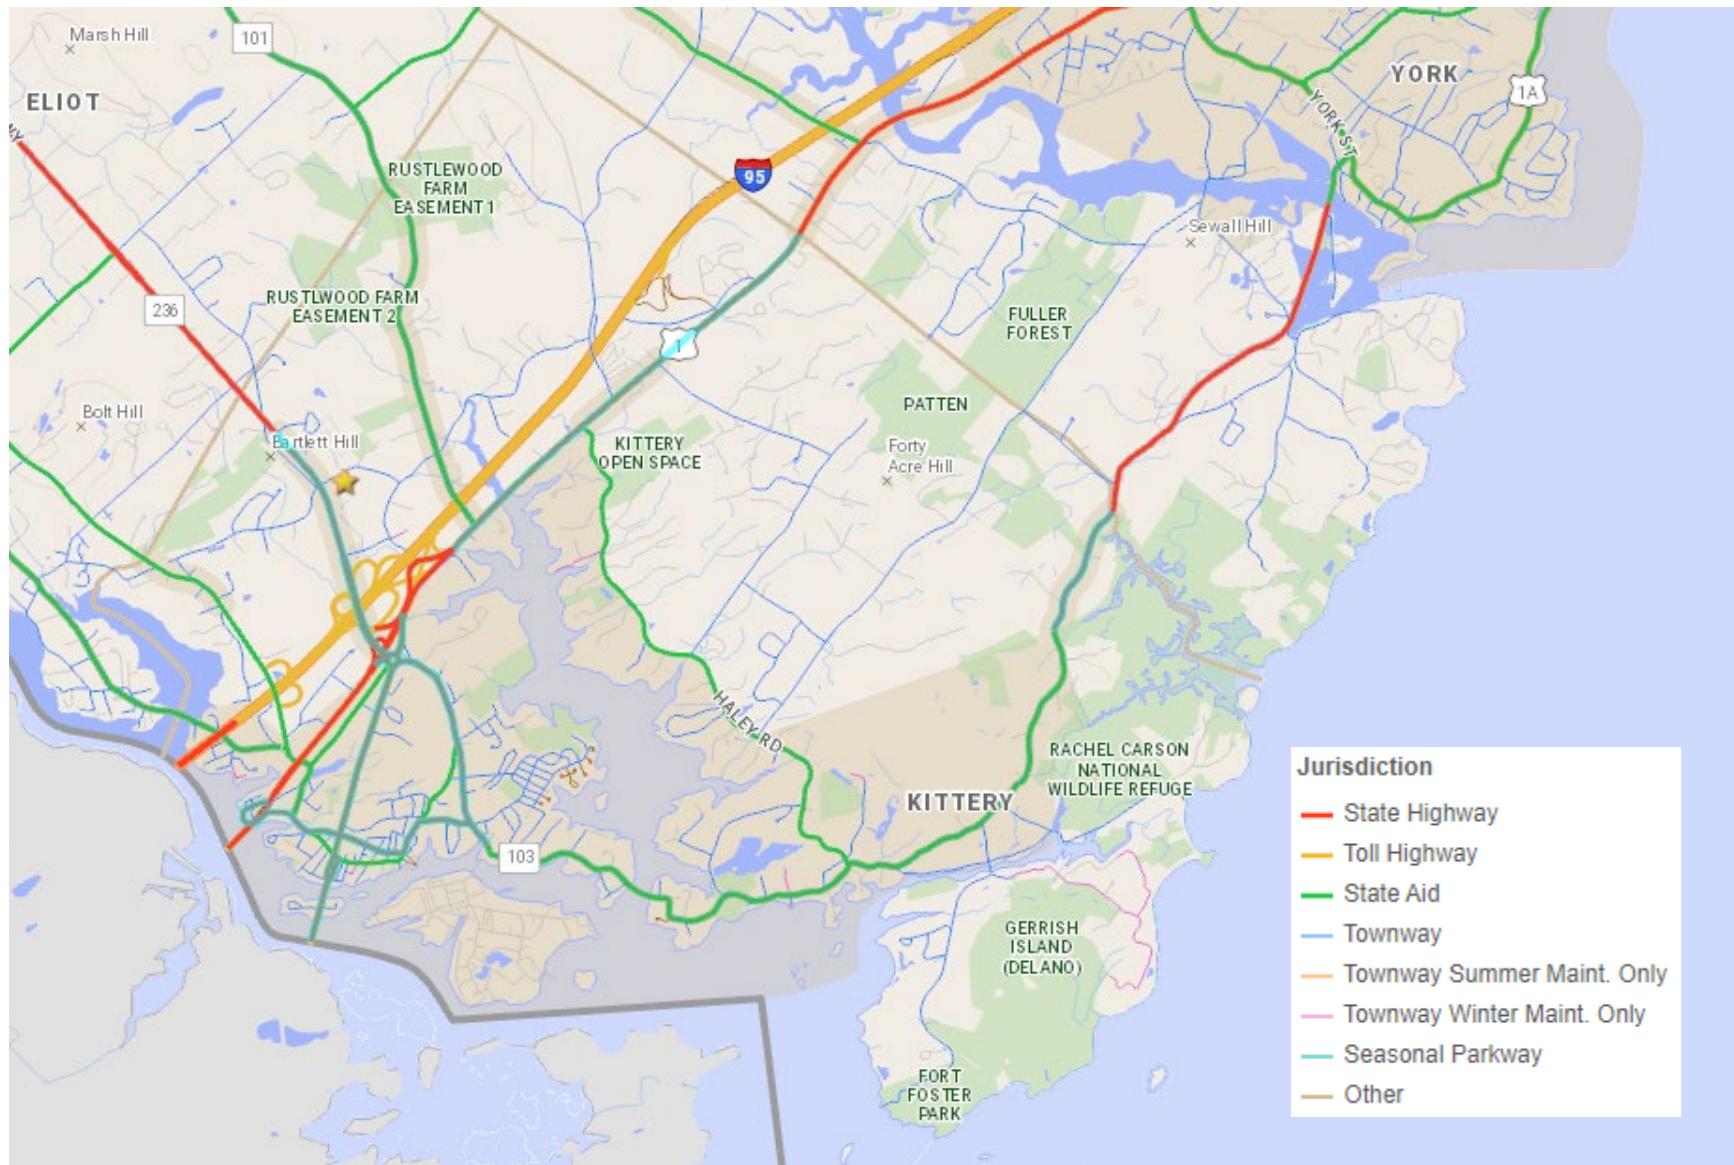 Marsh Hill
101
ELIOT
YORK
1A
YORK ST
RUSTLEWOOD
FARM
EASEMENT 1
95
Sewall Hill
RUSTLWOOD FARM
EASEMENT 2
236
FULLER
FOREST
1
PATTEN
Bolt Hill
Bartlett Hill
KITTERY
OPEN SPACE
Forty
Acre Hill
HALEY RD
RACHEL CARSON
NATIONAL
WILDLIFE REFUGE
KITTERY
103
GERRISH
ISLAND
(DELANO)
FORT
FOSTER
PARK
Jurisdiction
State Highway
Toll Highway
State Aid
Townway
Townway Summer Maint. Only
Townway Winter Maint. Only
Seasonal Parkway
Other